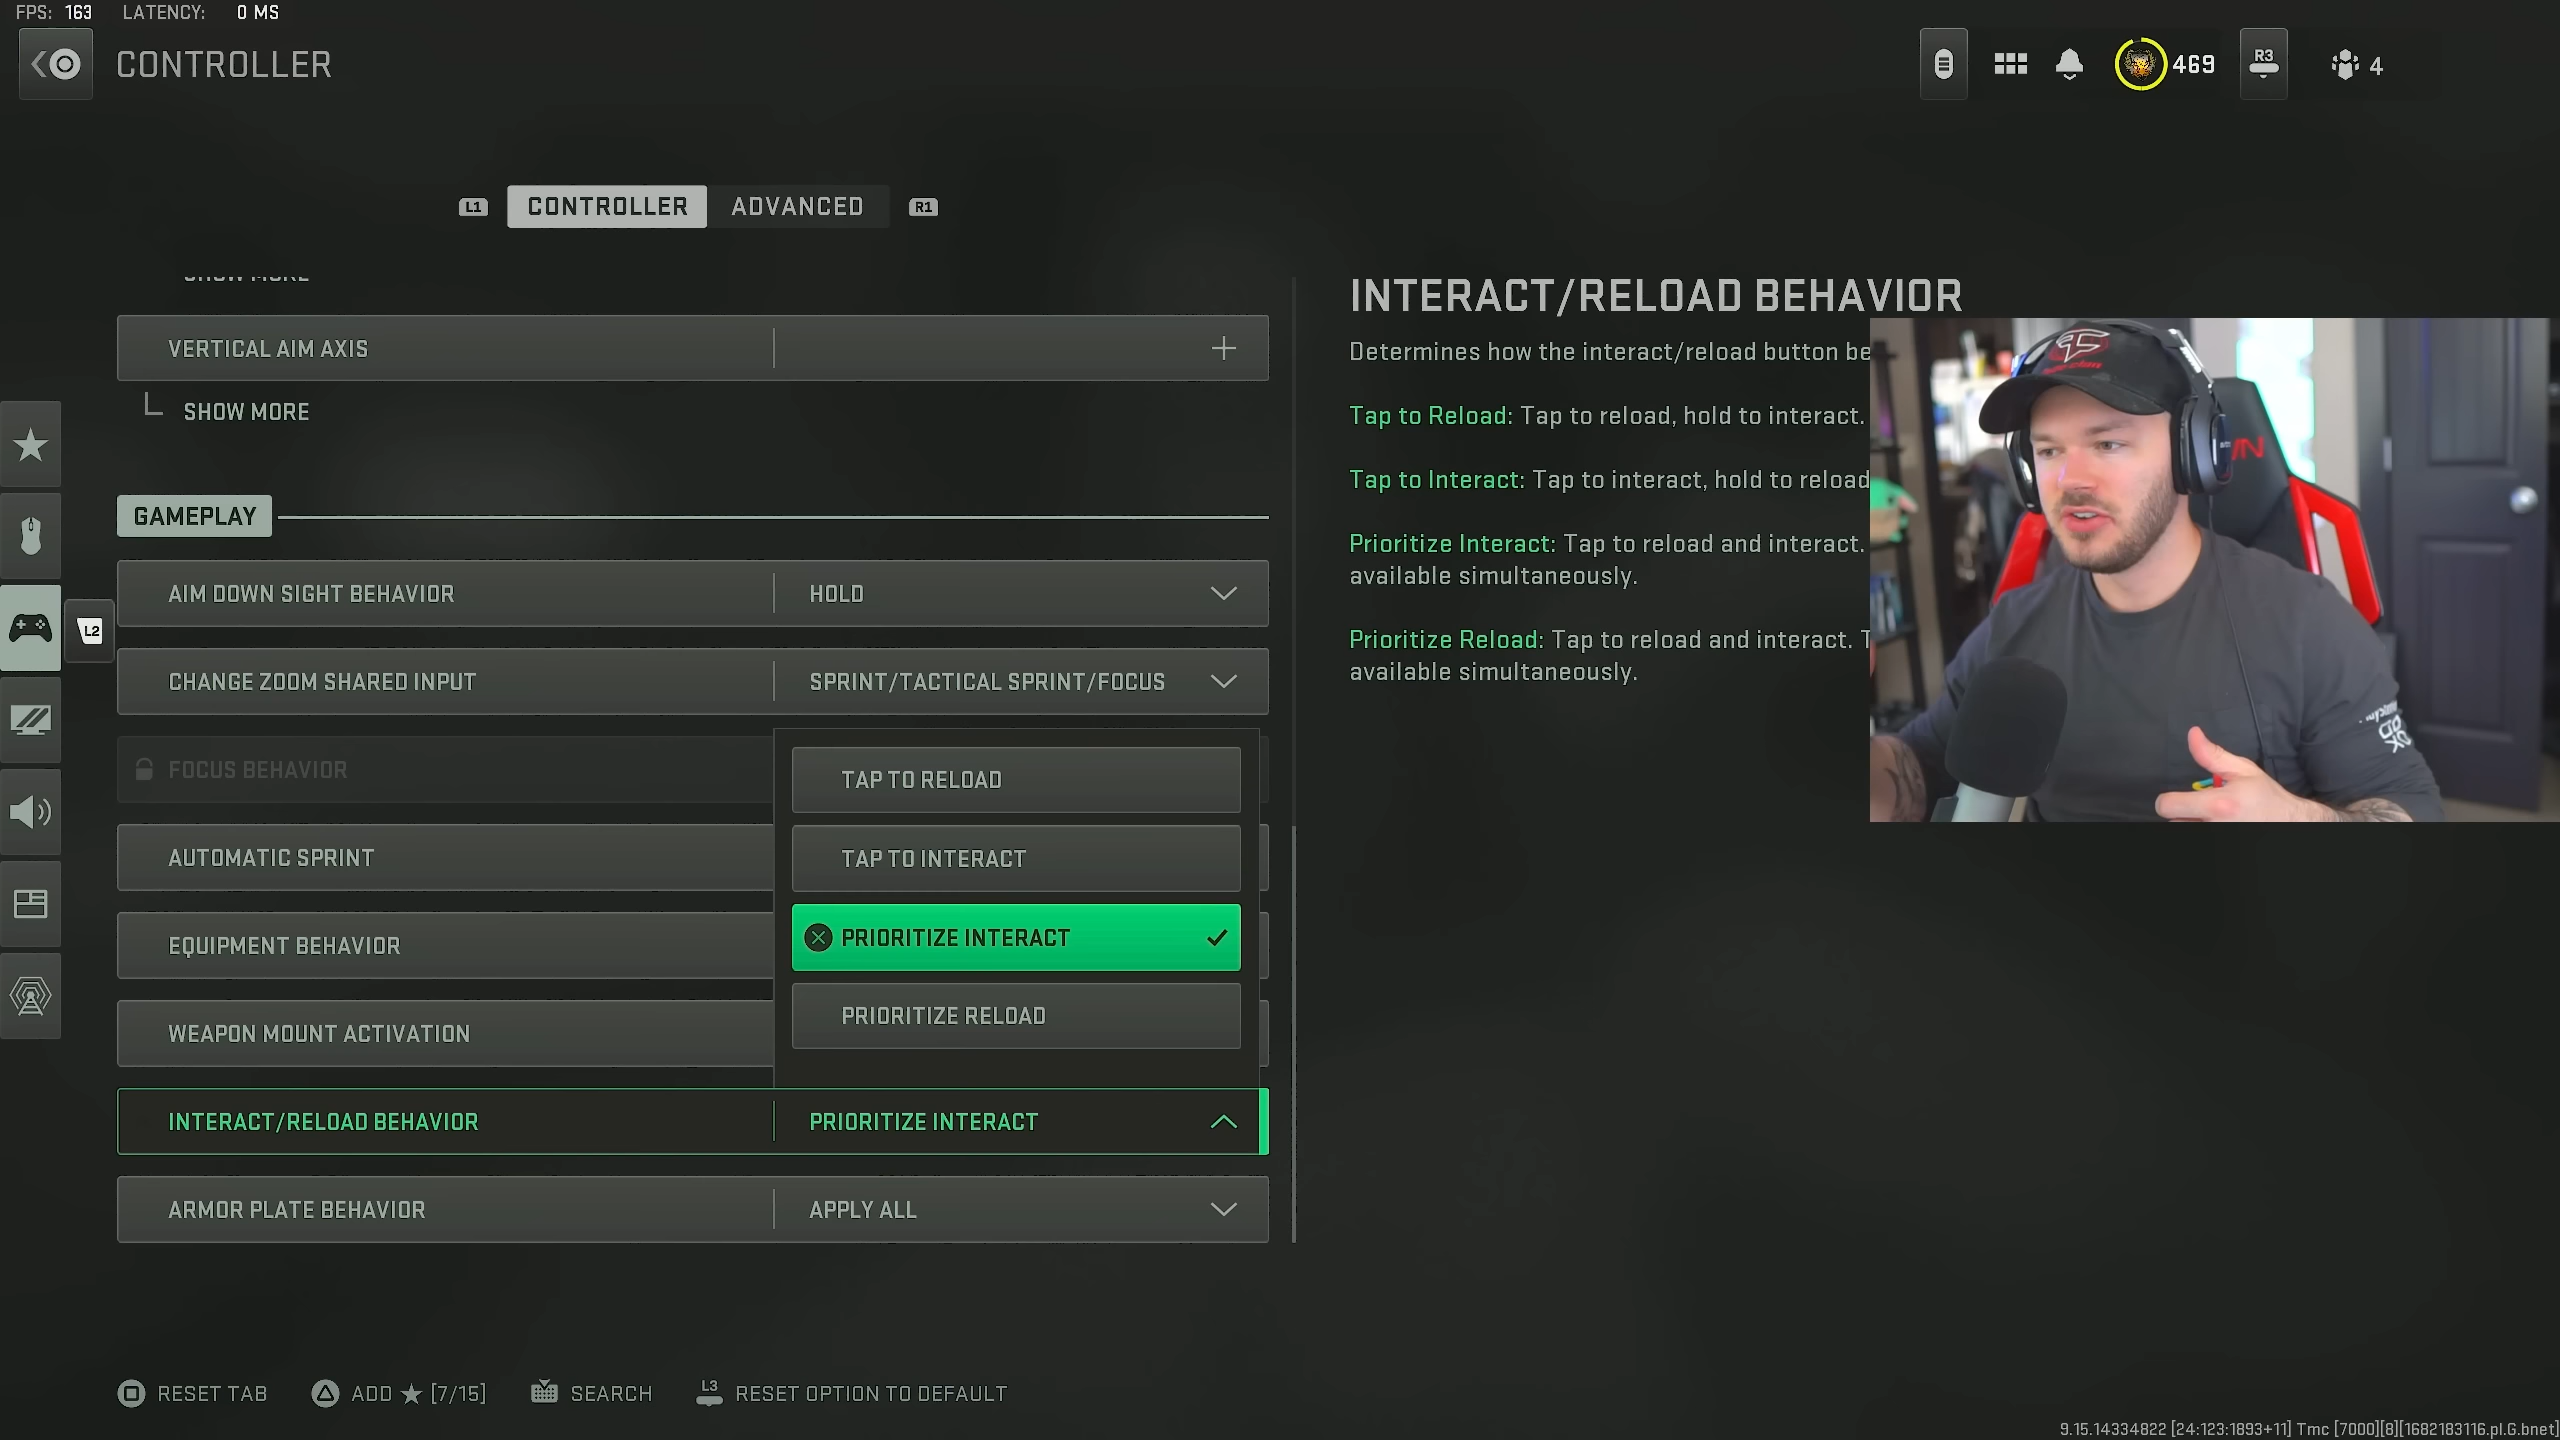 FPS: 163 LATENCY: 0 MS
CONTROLLER
469
R3
4
L1 CONTROLLER ADVANCED R1
SHOW MORE
VERTICAL AIM AXIS
SHOW MORE
GAMEPLAY
AIM DOWN SIGHT BEHAVIOR HOLD
L2
CHANGE ZOOM SHARED INPUT SPRINT/TACTICAL SPRINT/FOCUS
FOCUS BEHAVIOR
TAP TO RELOAD
AUTOMATIC SPRINT
TAP TO INTERACT
EQUIPMENT BEHAVIOR
PRIORITIZE INTERACT
WEAPON MOUNT ACTIVATION
PRIORITIZE RELOAD
INTERACT/RELOAD BEHAVIOR PRIORITIZE INTERACT
ARMOR PLATE BEHAVIOR APPLY ALL
INTERACT/RELOAD BEHAVIOR
Determines how the interact/reload button be
Tap to Reload: Tap to reload, hold to interact.
Tap to Interact: Tap to interact, hold to reload
Prioritize Interact: Tap to reload and interact.
available simultaneously.
Prioritize Reload: Tap to reload and interact. T
available simultaneously.
RESET TAB ADD ★ [7/15] SEARCH L3 RESET OPTION TO DEFAULT
9.15.14334822 [24:123:1893+11] Tmc [7000][8][1682183116.pl.G.bnet]